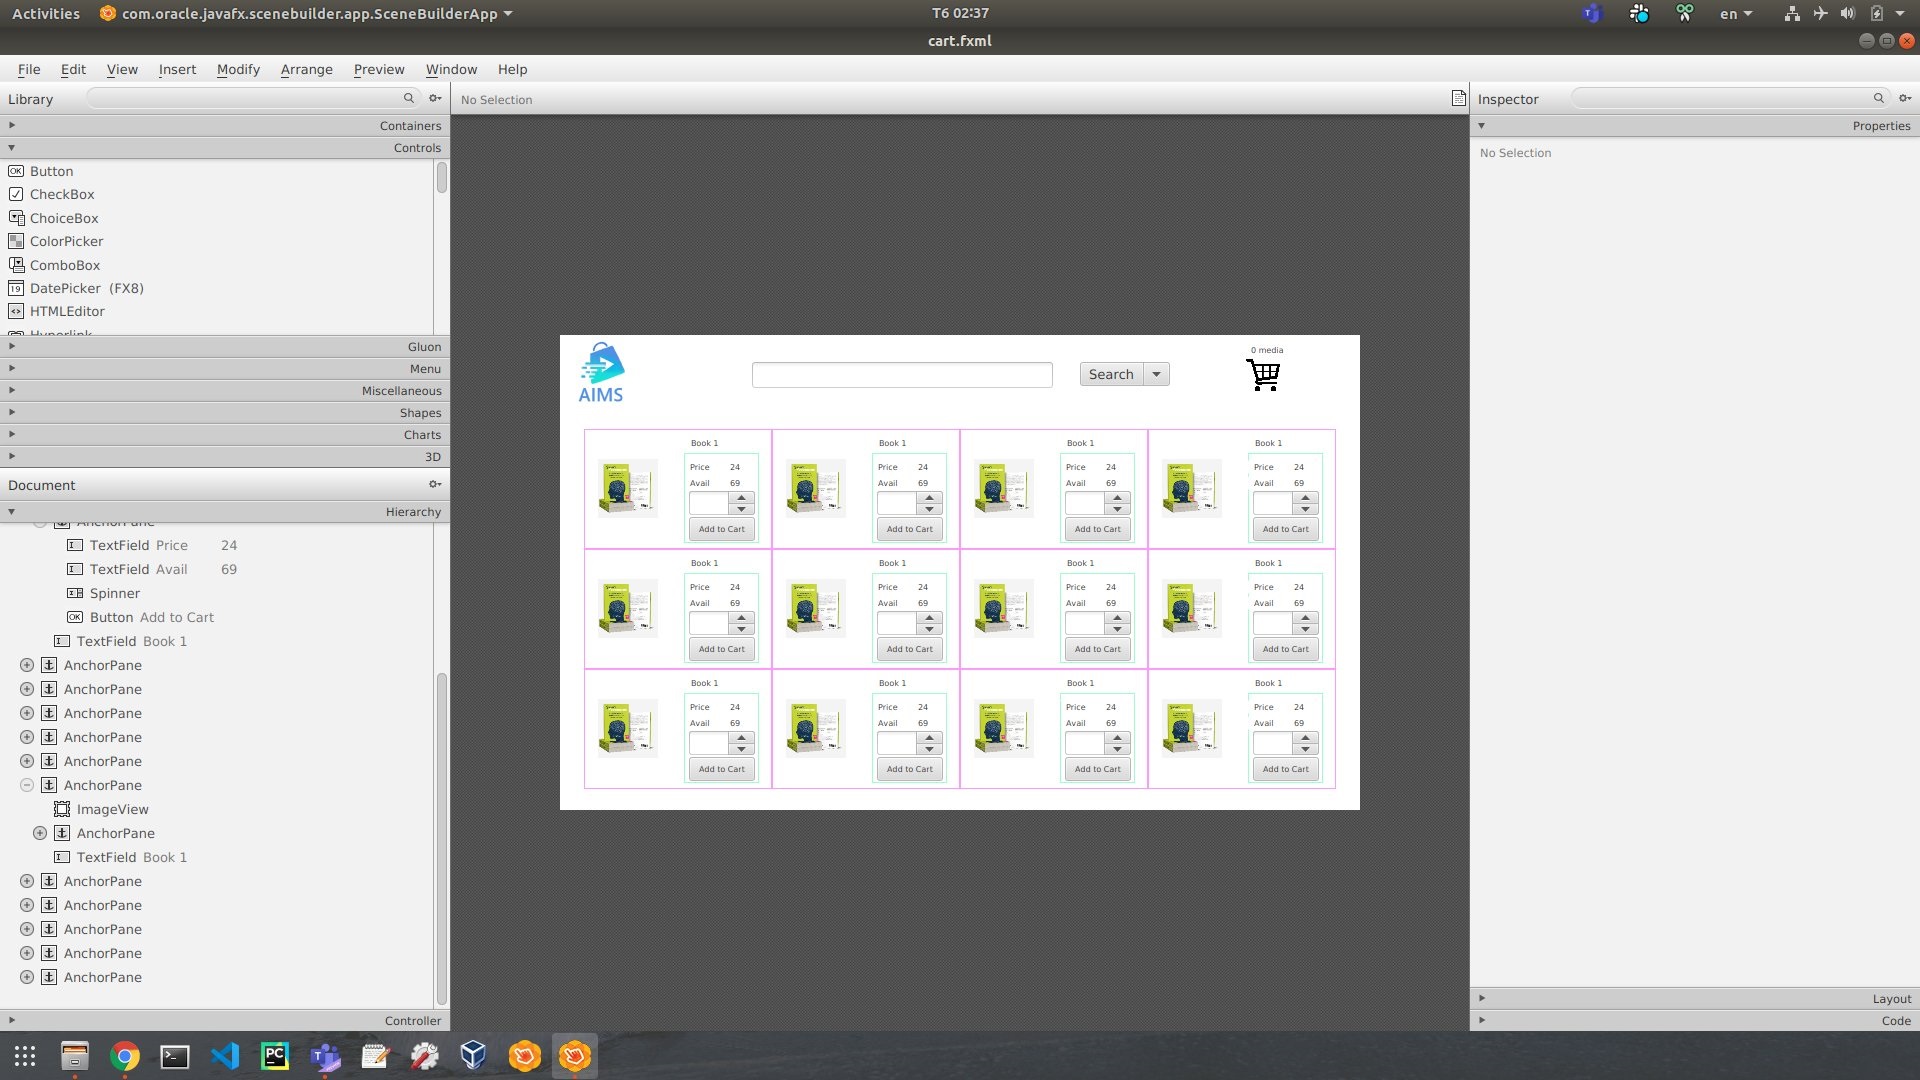 Activities com.oracle.javafx.scenebuilder.app.SceneBuilderApp T6 02:37 en
cart.fxml
File Edit View Insert Modify Arrange Preview Window Help
Library No Selection Inspector
Containers Properties
Controls
No Selection
Button
CheckBox
ChoiceBox
ColorPicker
ComboBox
DatePicker (FX8)
HTMLEditor
Hyperlink
Gluon
Menu
Miscellaneous
Shapes
Charts
3D
Document
Hierarchy
AnchorPane
TextField Price 24
TextField Avail 69
Spinner
Button Add to Cart
TextField Book 1
AnchorPane
AnchorPane
AnchorPane
AnchorPane
AnchorPane
AnchorPane
ImageView
AnchorPane
TextField Book 1
AnchorPane
AnchorPane
AnchorPane
AnchorPane
AnchorPane
Controller
0 media
Search
AIMS
Book 1 Book 1 Book 1 Book 1
Price 24 Price 24 Price 24 Price 24
Avail 69 Avail 69 Avail 69 Avail 69
Add to Cart Add to Cart Add to Cart Add to Cart
Book 1 Book 1 Book 1 Book 1
Price 24 Price 24 Price 24 Price 24
Avail 69 Avail 69 Avail 69 Avail 69
Add to Cart Add to Cart Add to Cart Add to Cart
Book 1 Book 1 Book 1 Book 1
Price 24 Price 24 Price 24 Price 24
Avail 69 Avail 69 Avail 69 Avail 69
Add to Cart Add to Cart Add to Cart Add to Cart
Layout
Code